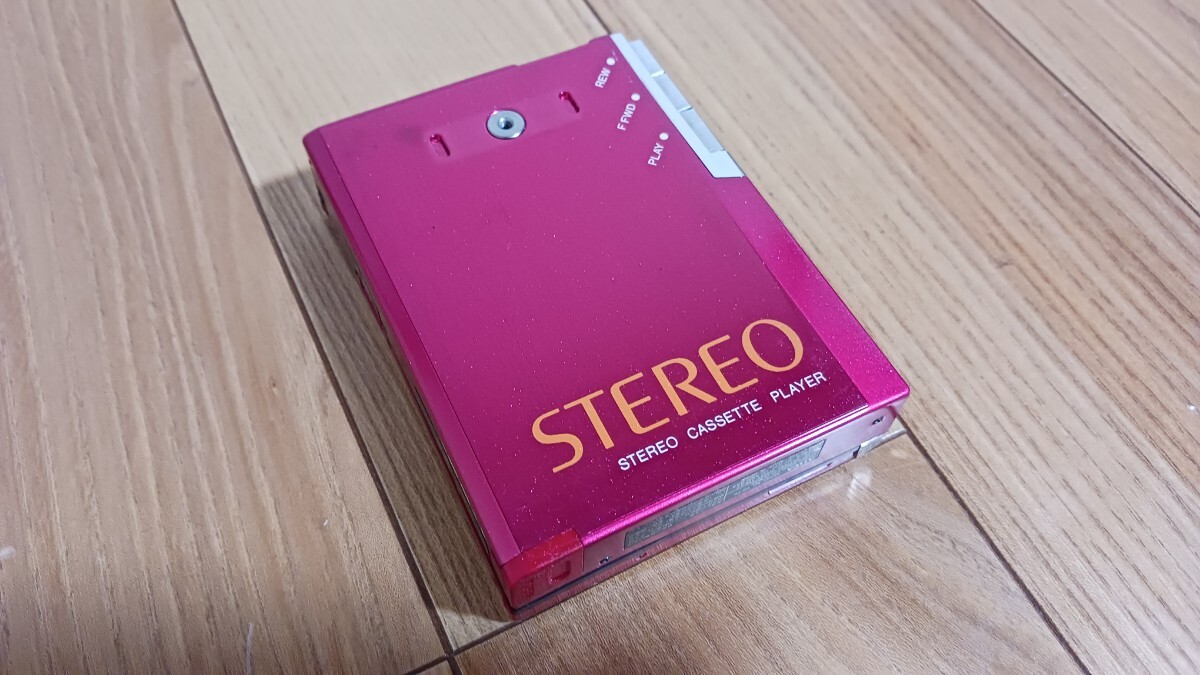 REW
F FWD
PLAY
STEREO
STEREO CASSETTE PLAYER